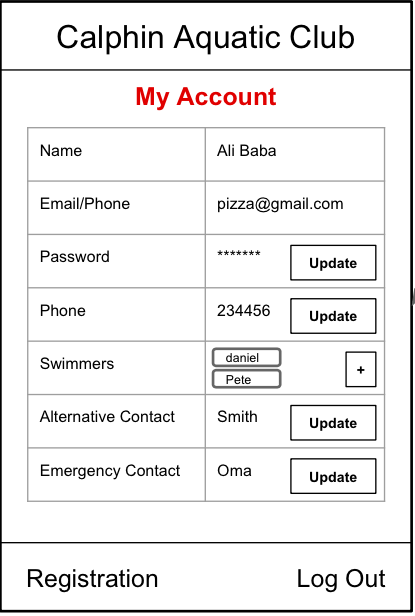 Calphin Aquatic Club
My Account
Name Ali Baba
Email/Phone pizza@gmail.com
Password ******* Update
Phone 234456 Update
Swimmers daniel +
Pete
Alternative Contact Smith Update
Emergency Contact Oma Update
Registration Log Out